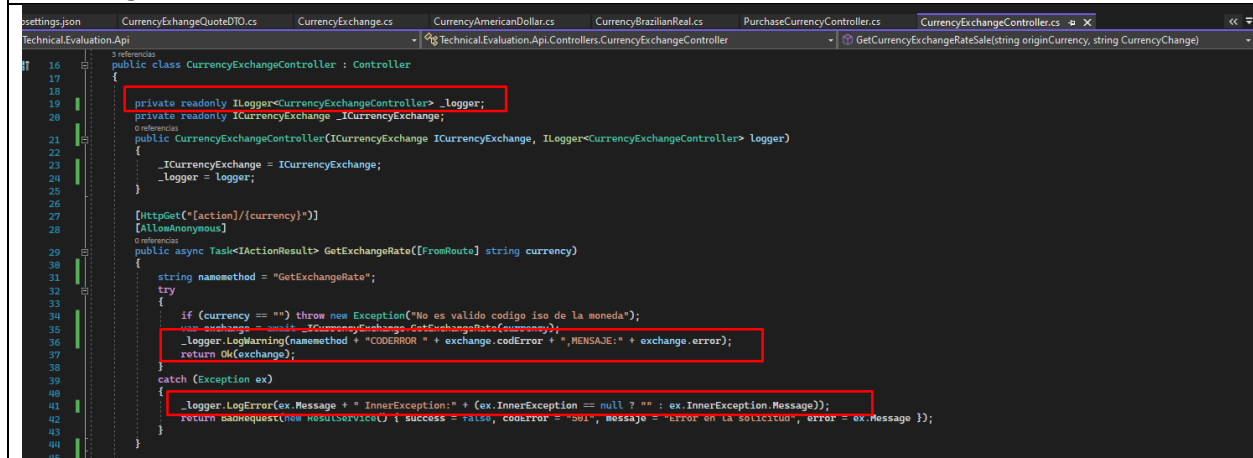 osettings.json CurrencyExhangeQuoteDTO.cs CurrencyExchange.cs CurrencyAmericanDollar.cs CurrencyBrazilianReal.cs PurchaseCurrencyController.cs CurrencyExchangeController.cs
Technical.Evaluation.Api Technical.Evaluation.Api.Controllers.CurrencyExchangeController GetCurrencyExchangeRateSale(string originCurrency, string CurrencyChange)
3 referencias
16 public class CurrencyExchangeController : Controller
17 {
18
19 private readonly ILogger<CurrencyExchangeController> _logger;
20 private readonly ICurrencyExchange _ICurrencyExchange;
0 referencias
21 public CurrencyExchangeController(ICurrencyExchange ICurrencyExchange, ILogger<CurrencyExchangeController> logger)
22 {
23 _ICurrencyExchange = ICurrencyExchange;
24 _logger = logger;
25 }
26
27 [HttpGet("[action]/{currency}")]
28 [AllowAnonymous]
0 referencias
29 public async Task<IActionResult> GetExchangeRate([FromRoute] string currency)
30 {
31 string namemethod = "GetExchangeRate";
32 try
33 {
34 if (currency == "") throw new Exception("No es valido codigo iso de la moneda");
35 var exchange = await _ICurrencyExchange.GetExchangeRate(currency);
36 _logger.LogWarning(namemethod + "CODERROR " + exchange.codError + ",MENSAJE:" + exchange.error);
37 return Ok(exchange);
38 }
39 catch (Exception ex)
40 {
41 _logger.LogError(ex.Message + " InnerException:" + (ex.InnerException == null ? "" : ex.InnerException.Message));
42 return BadRequest(new ResulService() { success = false, codError = "501", messaje = "Error en la solicitud", error = ex.Message });
43 }
44 }
45